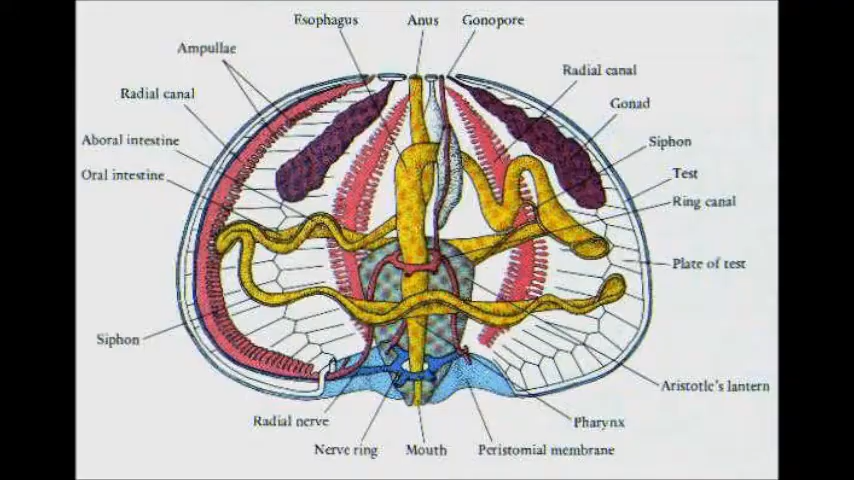 Esophagus
Anus
Gonopore
Ampullae
Radial canal
Radial canal
Gonad
Aboral intestine
Siphon
Oral intestine
Test
Ring canal
Plate of test
Siphon
Aristotle's lantern
Radial nerve
Pharynx
Nerve ring
Mouth
Peristomial membrane